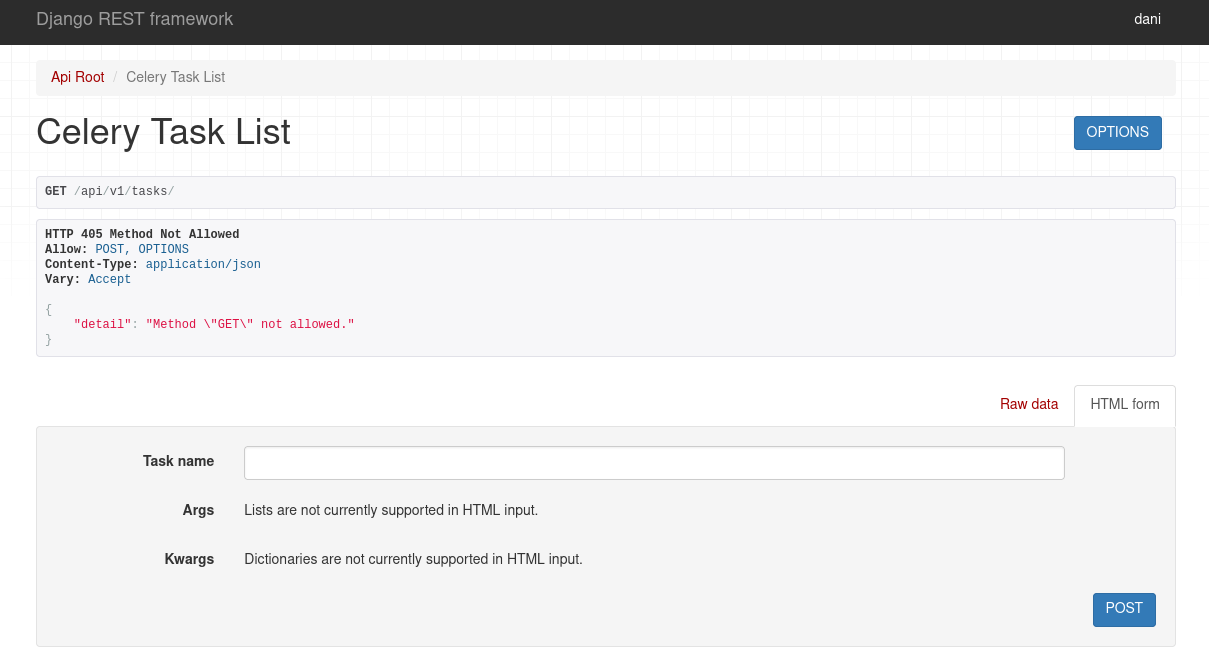 Django REST framework
dani
Api Root / Celery Task List
Celery Task List
OPTIONS
GET /api/v1/tasks/
HTTP 405 Method Not Allowed
Allow: POST, OPTIONS
Content-Type: application/json
Vary: Accept
{
    "detail": "Method \"GET\" not allowed."
}
Raw data
HTML form
Task name
Args Lists are not currently supported in HTML input.
Kwargs Dictionaries are not currently supported in HTML input.
POST